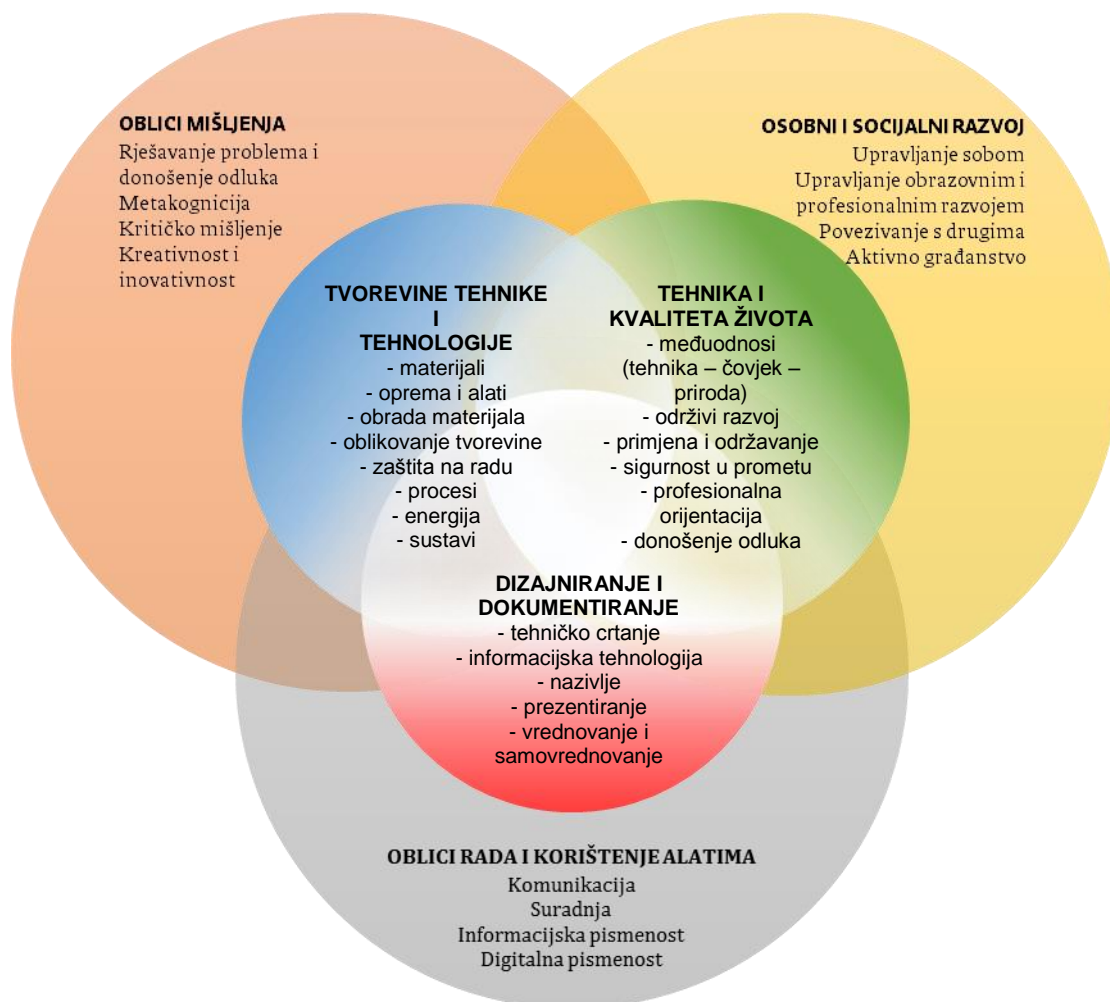 OBLICI MIŠLJENJA
Rješavanje problema i
donošenje odluka
Metakognicija
Kritičko mišljenje
Kreativnost i
inovativnost
OSOBNI I SOCIJALNI RAZVOJ
Upravljanje sobom
Upravljanje obrazovnim i
profesionalnim razvojem
Povezivanje s drugima
Aktivno građanstvo
TVOREVINE TEHNIKE
I
TEHNOLOGIJE
- materijali
- oprema i alati
- obrada materijala
- oblikovanje tvorevine
- zaštita na radu
- procesi
- energija
- sustavi
TEHNIKA I
KVALITETA ŽIVOTA
- međuodnosi
(tehnika – čovjek –
priroda)
- održivi razvoj
- primjena i održavanje
- sigurnost u prometu
- profesionalna
orijentacija
- donošenje odluka
DIZAJNIRANJE I
DOKUMENTIRANJE
- tehničko crtanje
- informacijska tehnologija
- nazivlje
- prezentiranje
- vrednovanje i
samovrednovanje
OBLICI RADA I KORIŠTENJE ALATIMA
Komunikacija
Suradnja
Informacijska pismenost
Digitalna pismenost